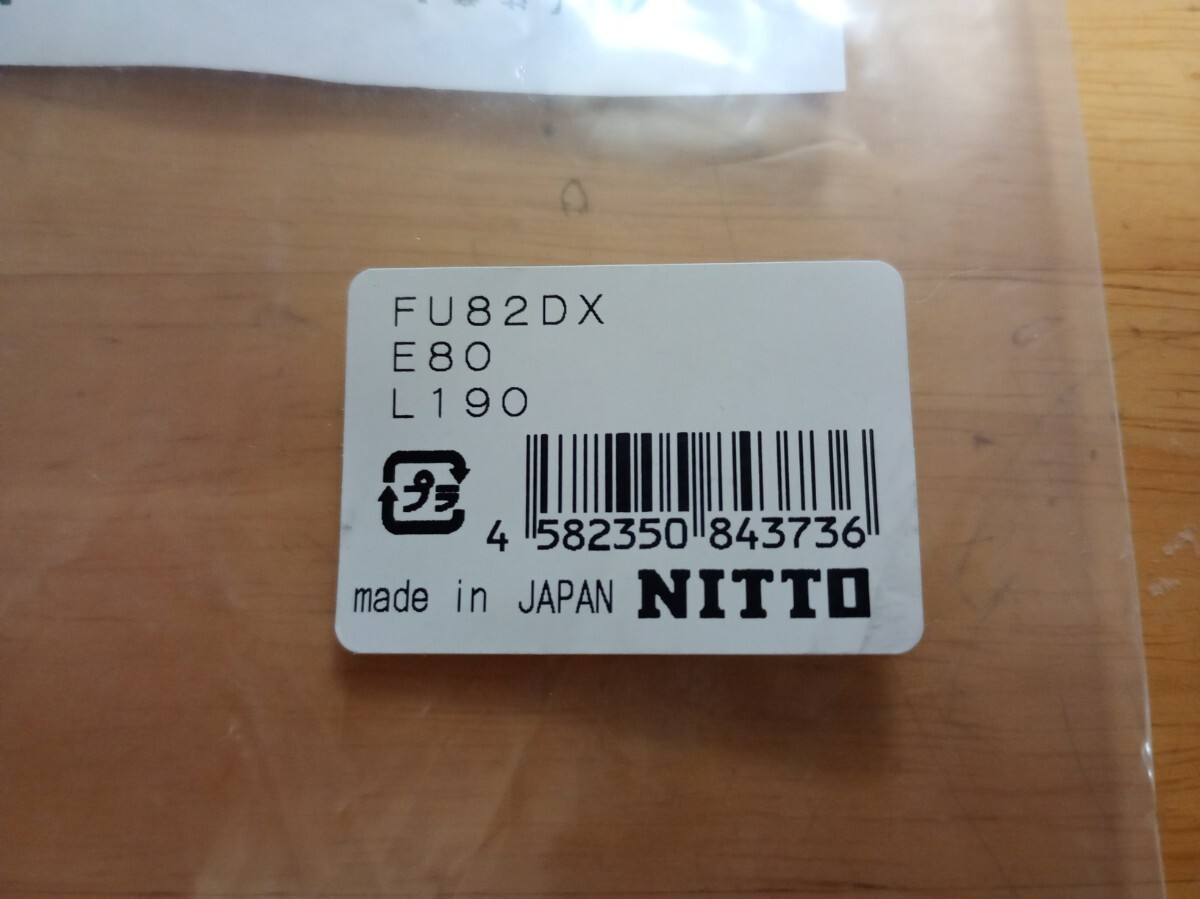 FU82DX
E80
L190
プラ
4 582350 843736
made in JAPAN NITTO